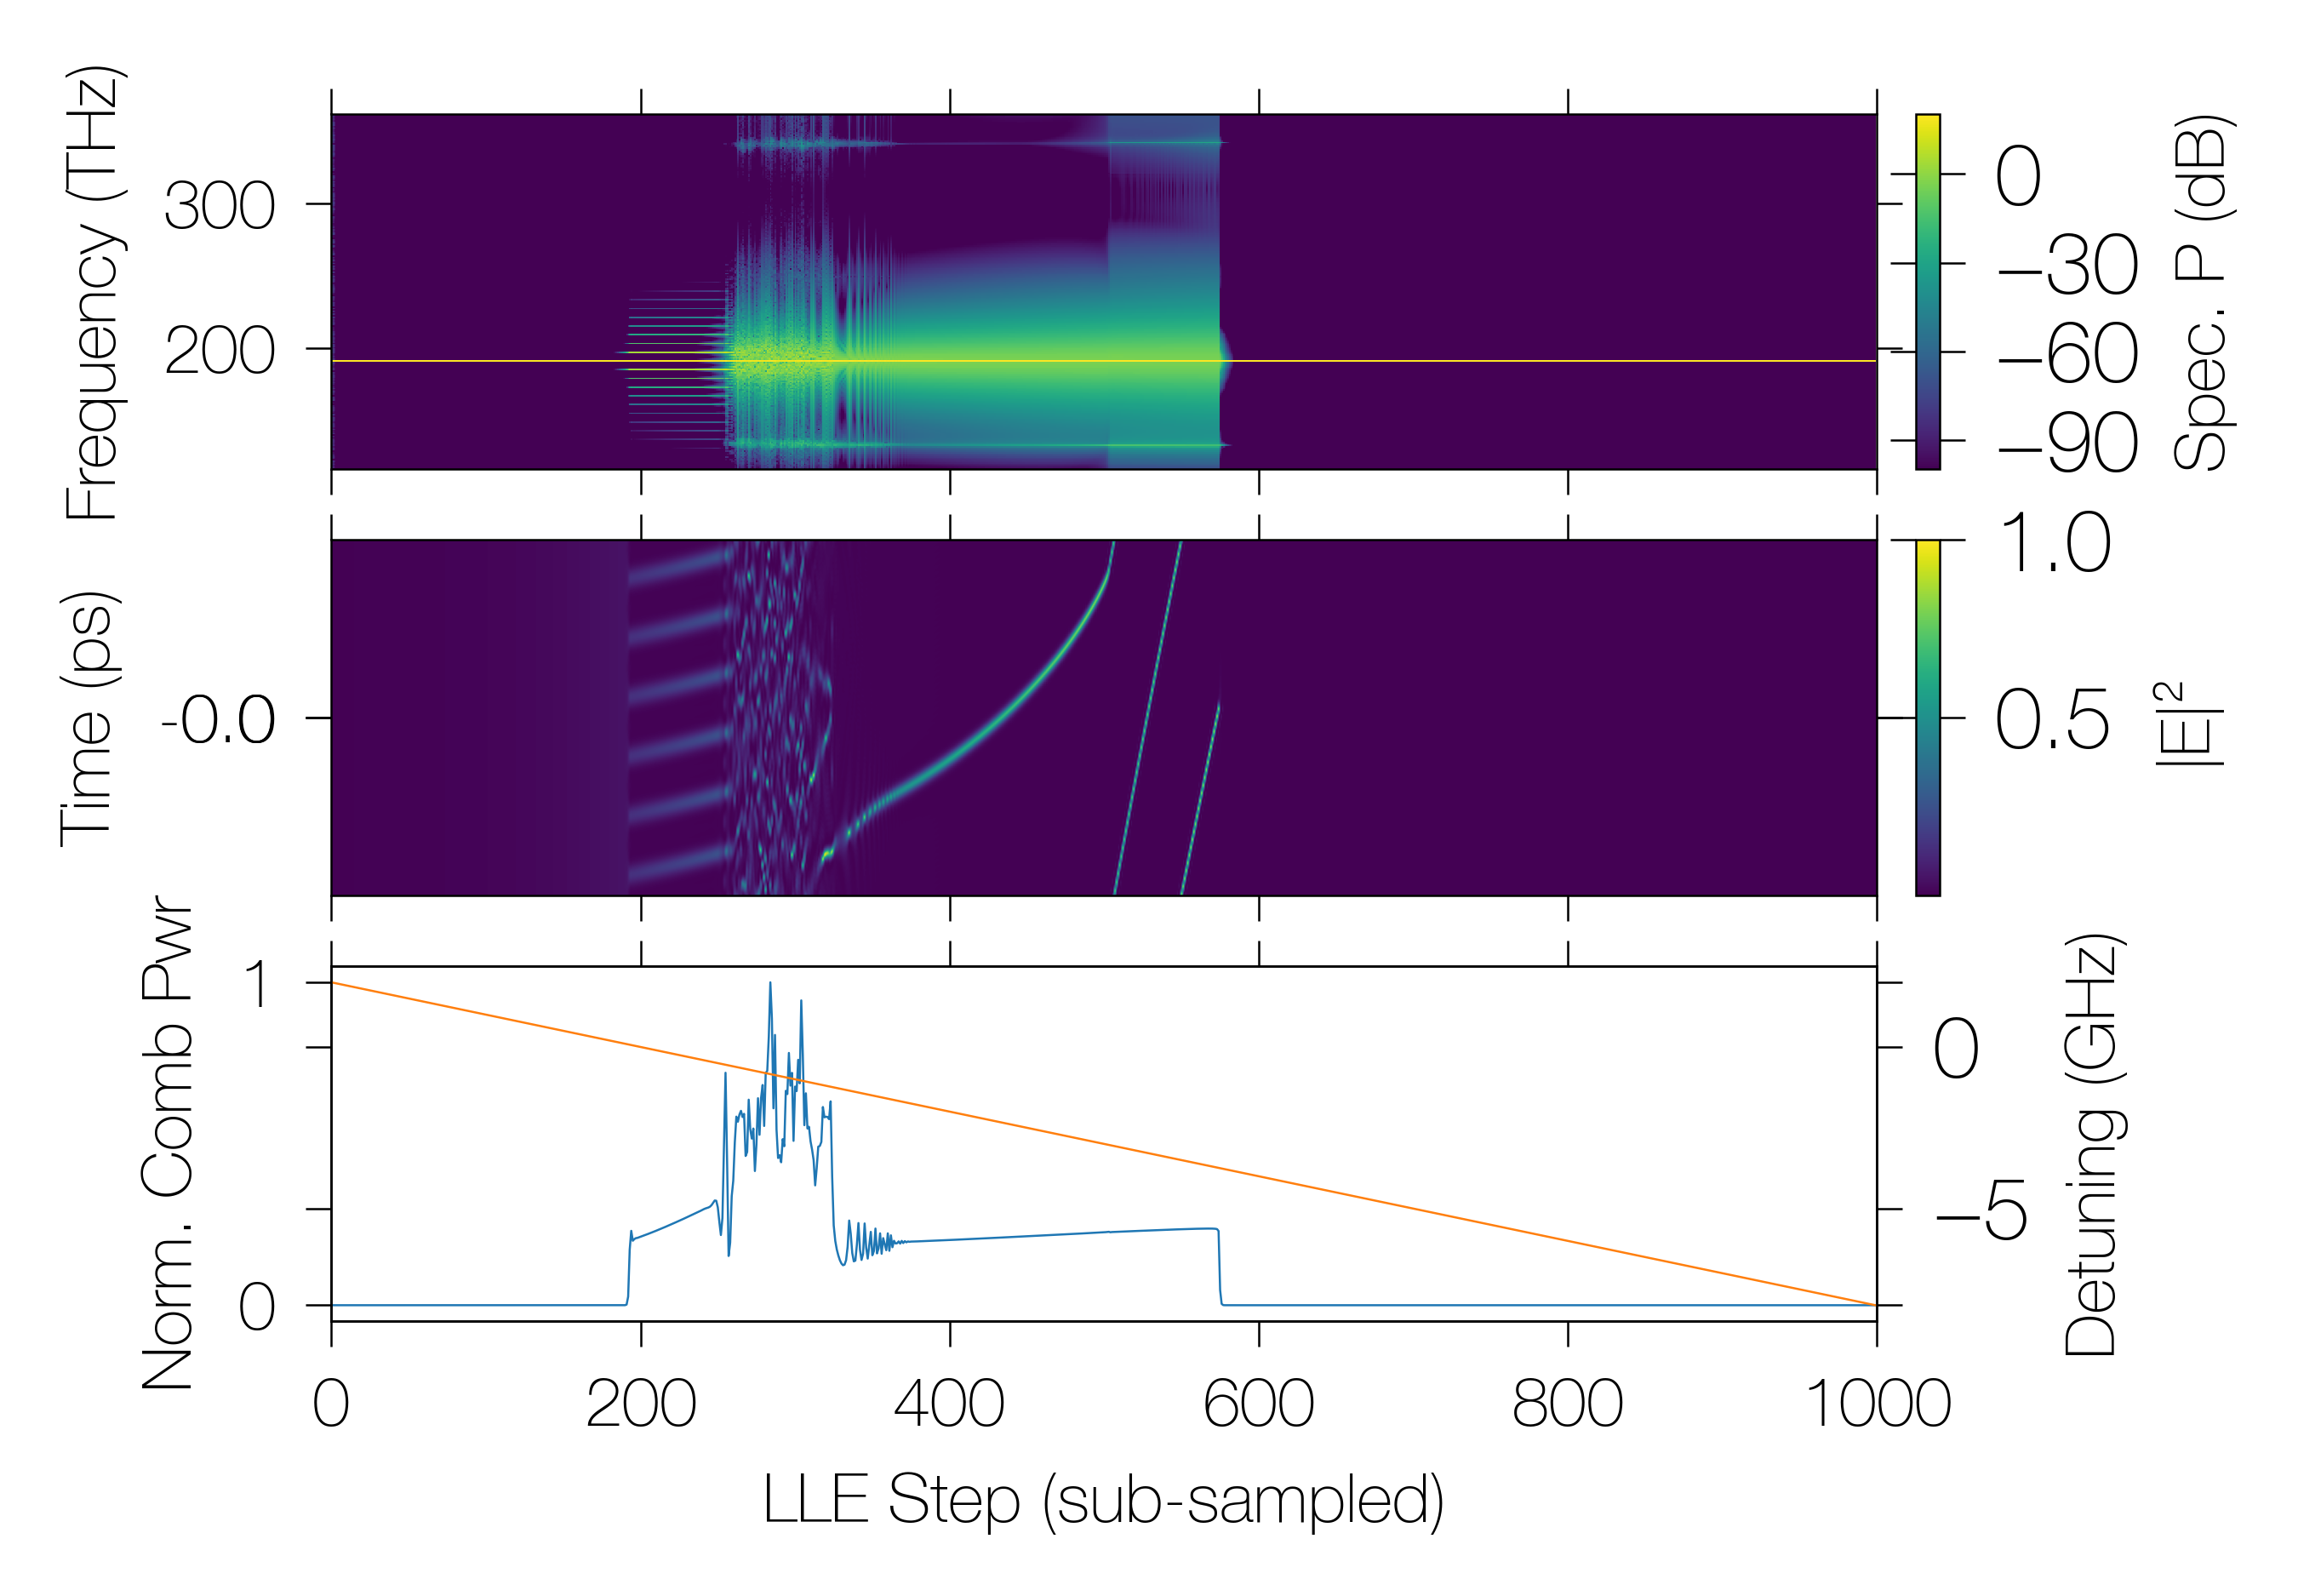 Frequency (THz)
300
200
0
−30
−60
−90
Spec. P (dB)
Time (ps)
-0.0
1.0
0.5
|E|²
Norm. Comb Pwr
1
0
0
−5
Detuning (GHz)
0 200 400 600 800 1000
LLE Step (sub-sampled)